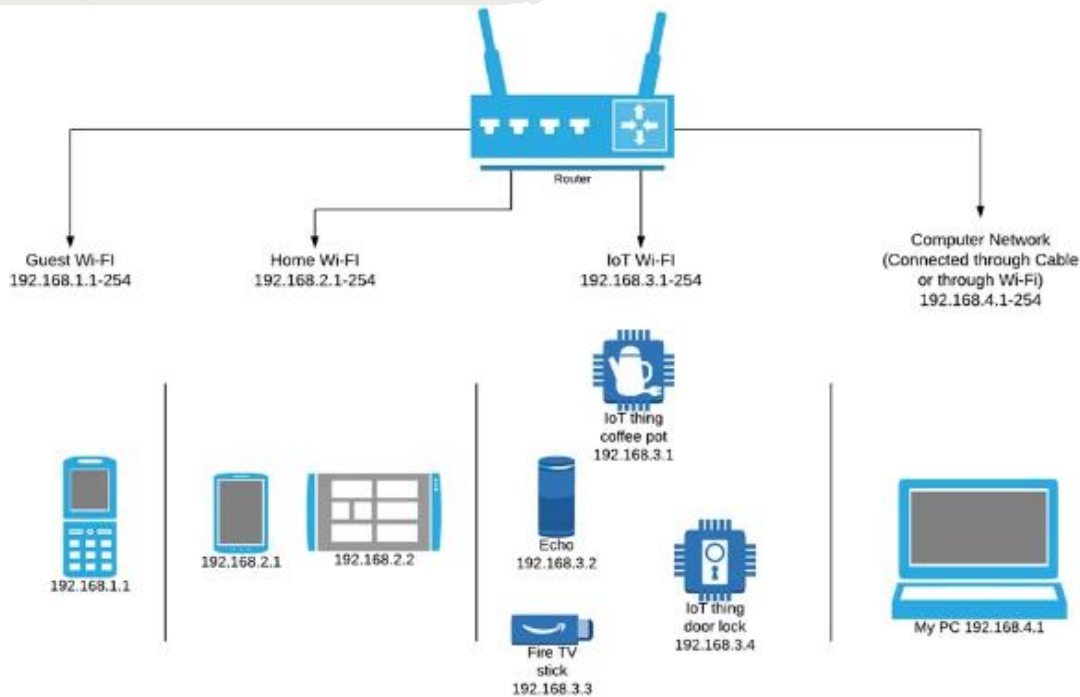 Router
Guest Wi-FI
192.168.1.1-254
Home Wi-FI
192.168.2.1-254
IoT Wi-FI
192.168.3.1-254
Computer Network
(Connected through Cable
or through Wi-Fi)
192.168.4.1-254
192.168.1.1
192.168.2.1
192.168.2.2
IoT thing
coffee pot
192.168.3.1
Echo
192.168.3.2
IoT thing
door lock
192.168.3.4
Fire TV
stick
192.168.3.3
My PC 192.168.4.1